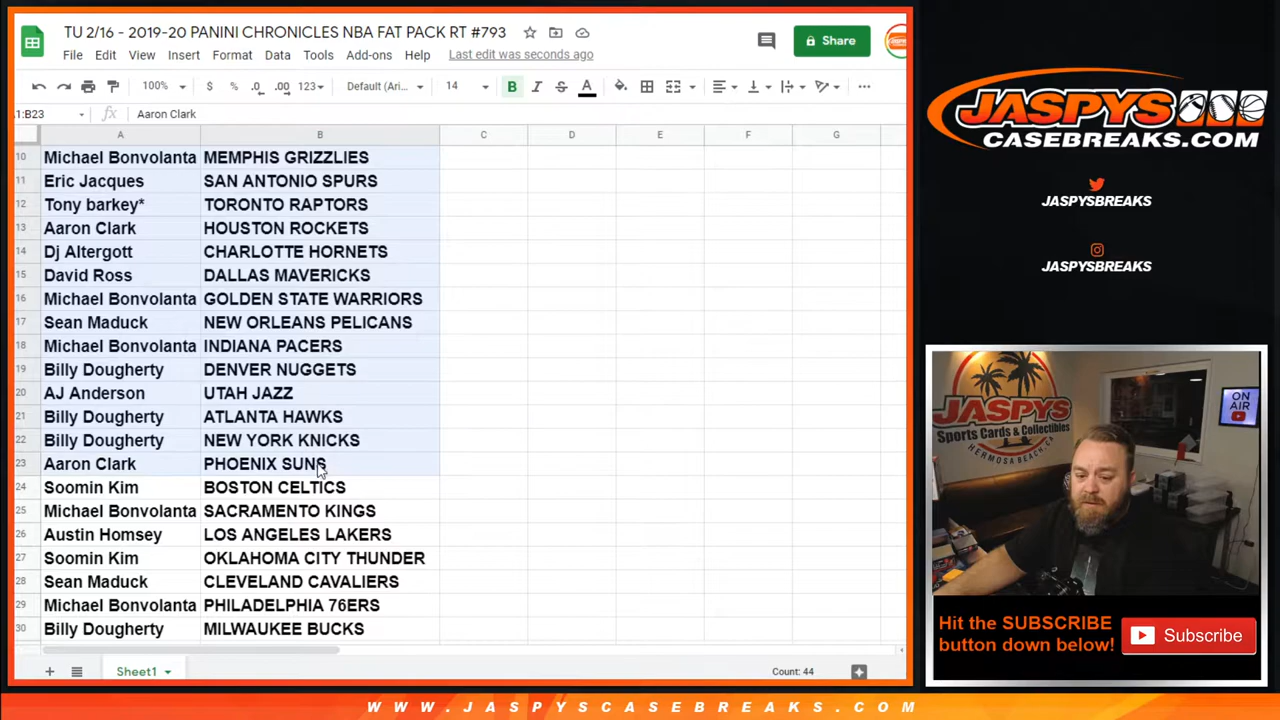 TU 2/16 - 2019-20 PANINI CHRONICLES NBA FAT PACK RT #793
Share
File Edit View Insert Format Data Tools Add-ons Help Last edit was seconds ago
100% $ % .0 .00 123 Default (Ari... 14 B I S A
1:B23 fx Aaron Clark
A B C D E F G
10 Michael Bonvolanta MEMPHIS GRIZZLIES
11 Eric Jacques SAN ANTONIO SPURS
12 Tony barkey* TORONTO RAPTORS
13 Aaron Clark HOUSTON ROCKETS
14 Dj Altergott CHARLOTTE HORNETS
15 David Ross DALLAS MAVERICKS
16 Michael Bonvolanta GOLDEN STATE WARRIORS
17 Sean Maduck NEW ORLEANS PELICANS
18 Michael Bonvolanta INDIANA PACERS
19 Billy Dougherty DENVER NUGGETS
20 AJ Anderson UTAH JAZZ
21 Billy Dougherty ATLANTA HAWKS
22 Billy Dougherty NEW YORK KNICKS
23 Aaron Clark PHOENIX SUNS
24 Soomin Kim BOSTON CELTICS
25 Michael Bonvolanta SACRAMENTO KINGS
26 Austin Homsey LOS ANGELES LAKERS
27 Soomin Kim OKLAHOMA CITY THUNDER
28 Sean Maduck CLEVELAND CAVALIERS
29 Michael Bonvolanta PHILADELPHIA 76ERS
30 Billy Dougherty MILWAUKEE BUCKS
Sheet1 Count: 44
JASPYS
CASEBREAKS.COM
JASPYSBREAKS
JASPYSBREAKS
JASPYS
Sports Cards & Collectibles
HERMOSA BEACH, CA
ON AIR
Hit the SUBSCRIBE
button down below!
Subscribe
WWW.JASPYSCASEBREAKS.COM